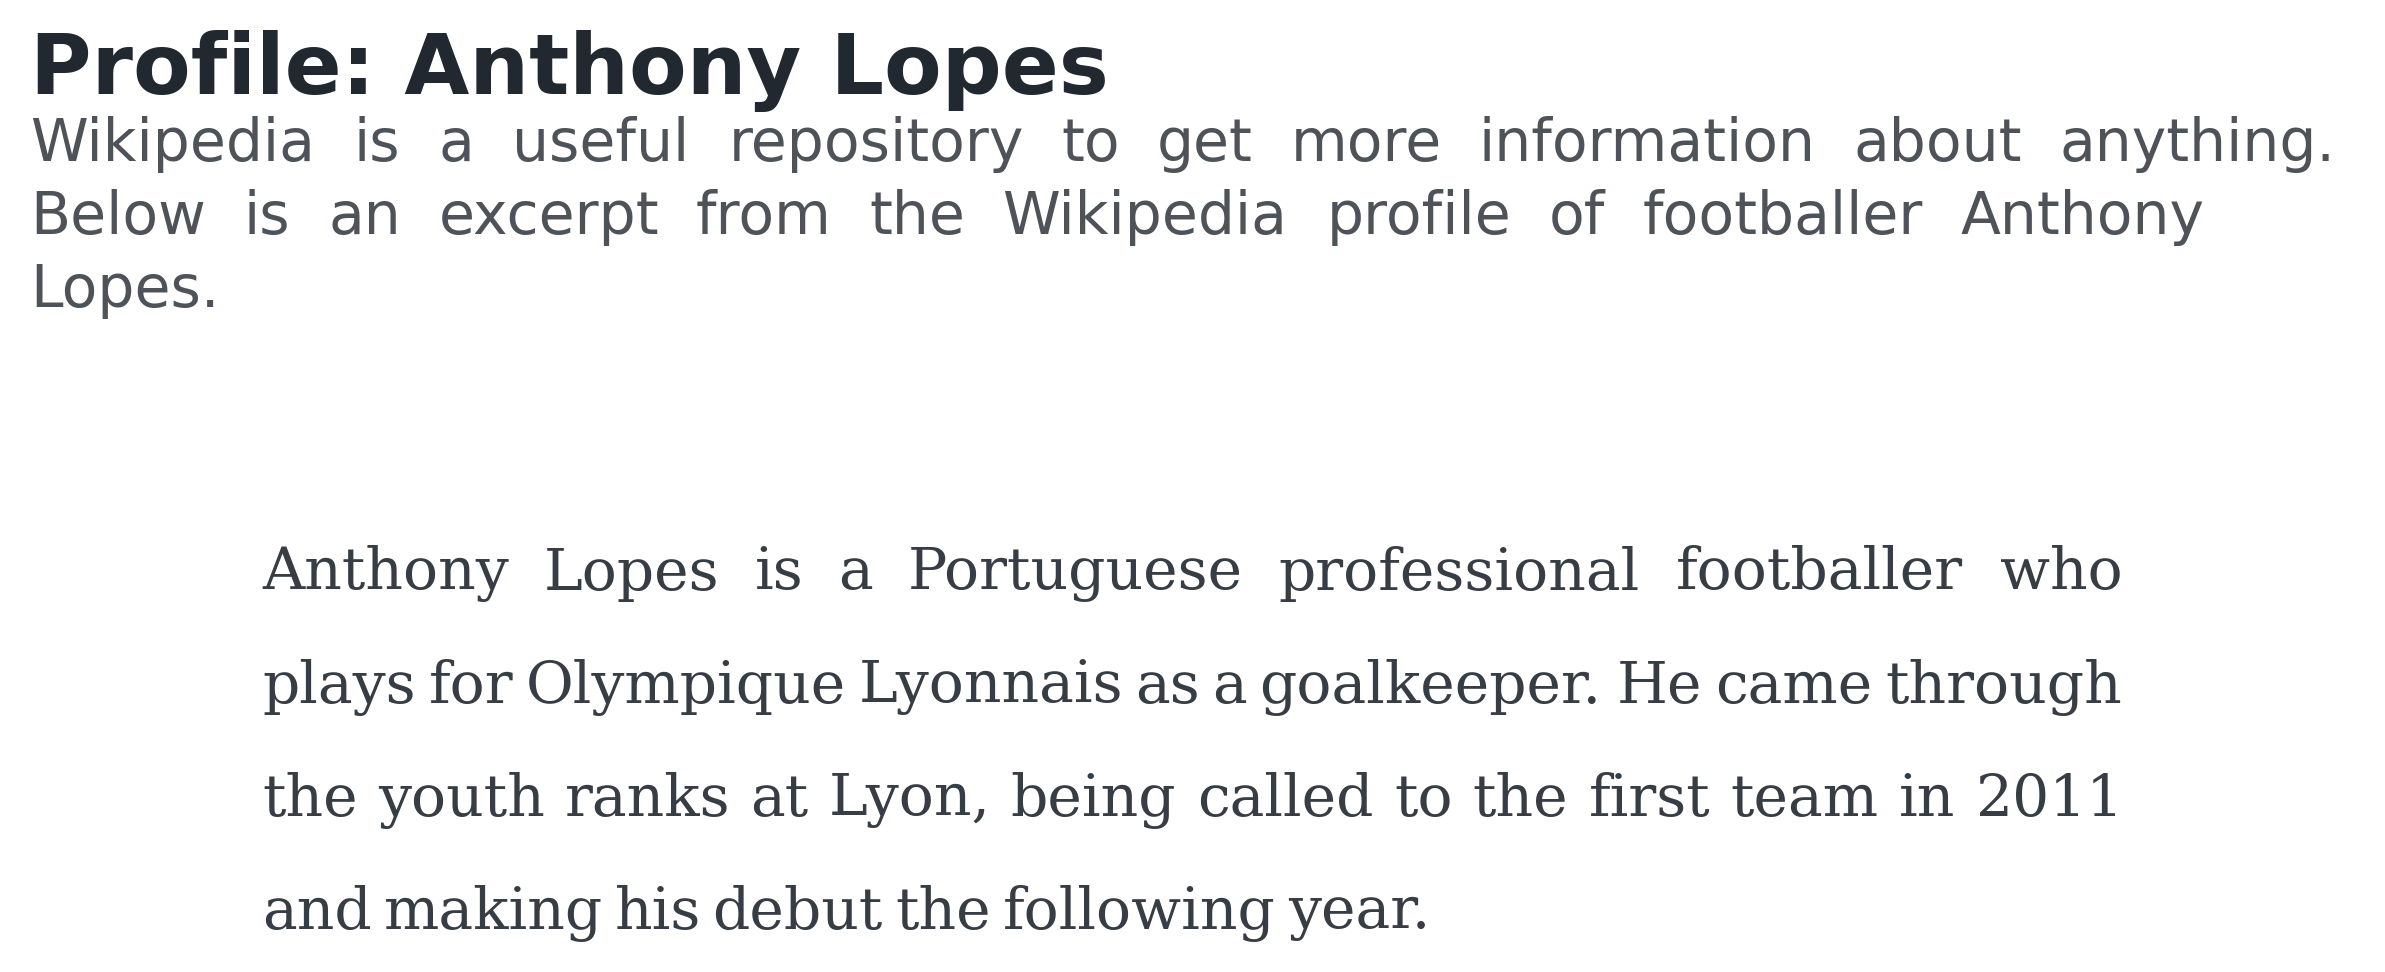 Profile: Anthony Lopes
Wikipedia is a useful repository to get more information about anything.
Below is an excerpt from the Wikipedia profile of footballer Anthony
Lopes.
Anthony Lopes is a Portuguese professional footballer who
plays for Olympique Lyonnais as a goalkeeper. He came through
the youth ranks at Lyon, being called to the first team in 2011
and making his debut the following year.